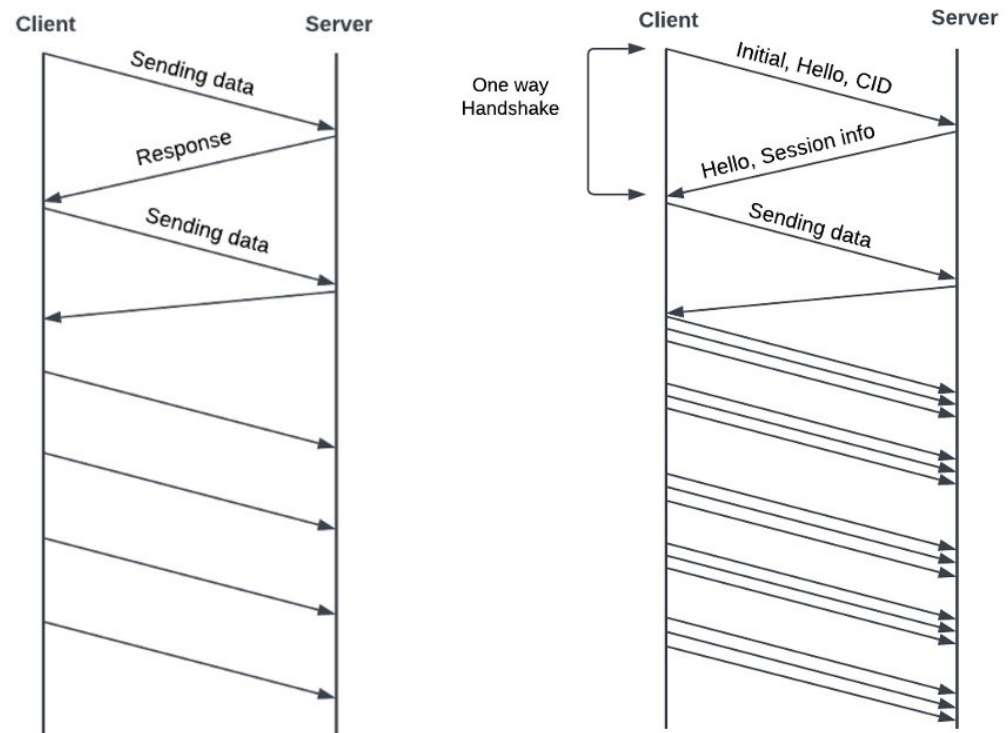 Client
Server
Sending data
Response
Sending data
Client
Server
One way
Handshake
Initial, Hello, CID
Hello, Session info
Sending data